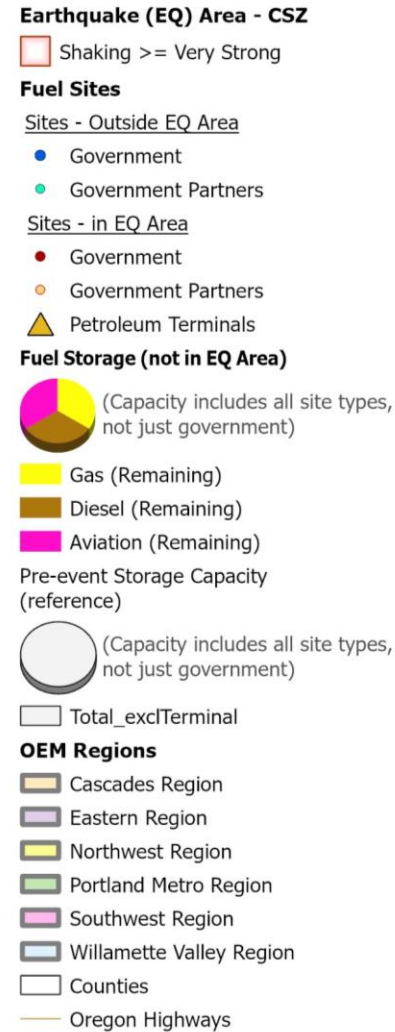 Earthquake (EQ) Area - CSZ
Shaking >= Very Strong
Fuel Sites
Sites - Outside EQ Area
Government
Government Partners
Sites - in EQ Area
Government
Government Partners
Petroleum Terminals
Fuel Storage (not in EQ Area)
(Capacity includes all site types,
not just government)
Gas (Remaining)
Diesel (Remaining)
Aviation (Remaining)
Pre-event Storage Capacity
(reference)
(Capacity includes all site types,
not just government)
Total_exclTerminal
OEM Regions
Cascades Region
Eastern Region
Northwest Region
Portland Metro Region
Southwest Region
Willamette Valley Region
Counties
Oregon Highways